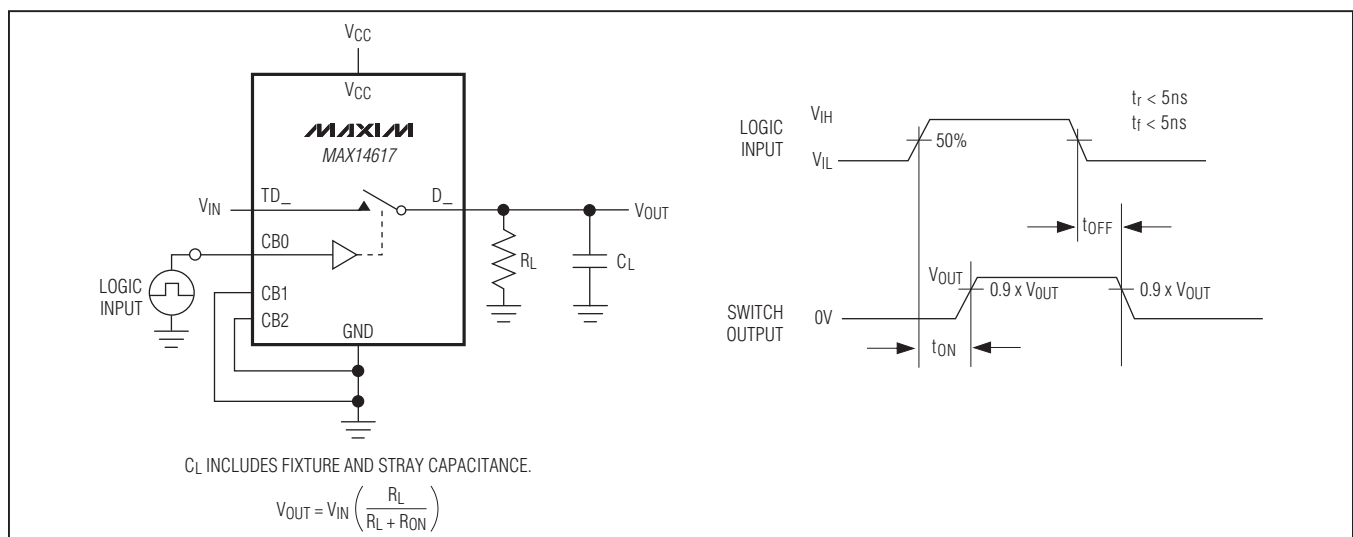 VCC
VCC
MAXIM
MAX14617
VIN
TD_
D_
VOUT
CB0
RL
CL
LOGIC
INPUT
CB1
CB2
GND
CL INCLUDES FIXTURE AND STRAY CAPACITANCE.
VOUT = VIN ( RL / RL + RON )
LOGIC
INPUT
VIH
VIL
50%
tr < 5ns
tf < 5ns
tOFF
SWITCH
OUTPUT
VOUT
0V
0.9 x V0UT
0.9 x V0UT
tON